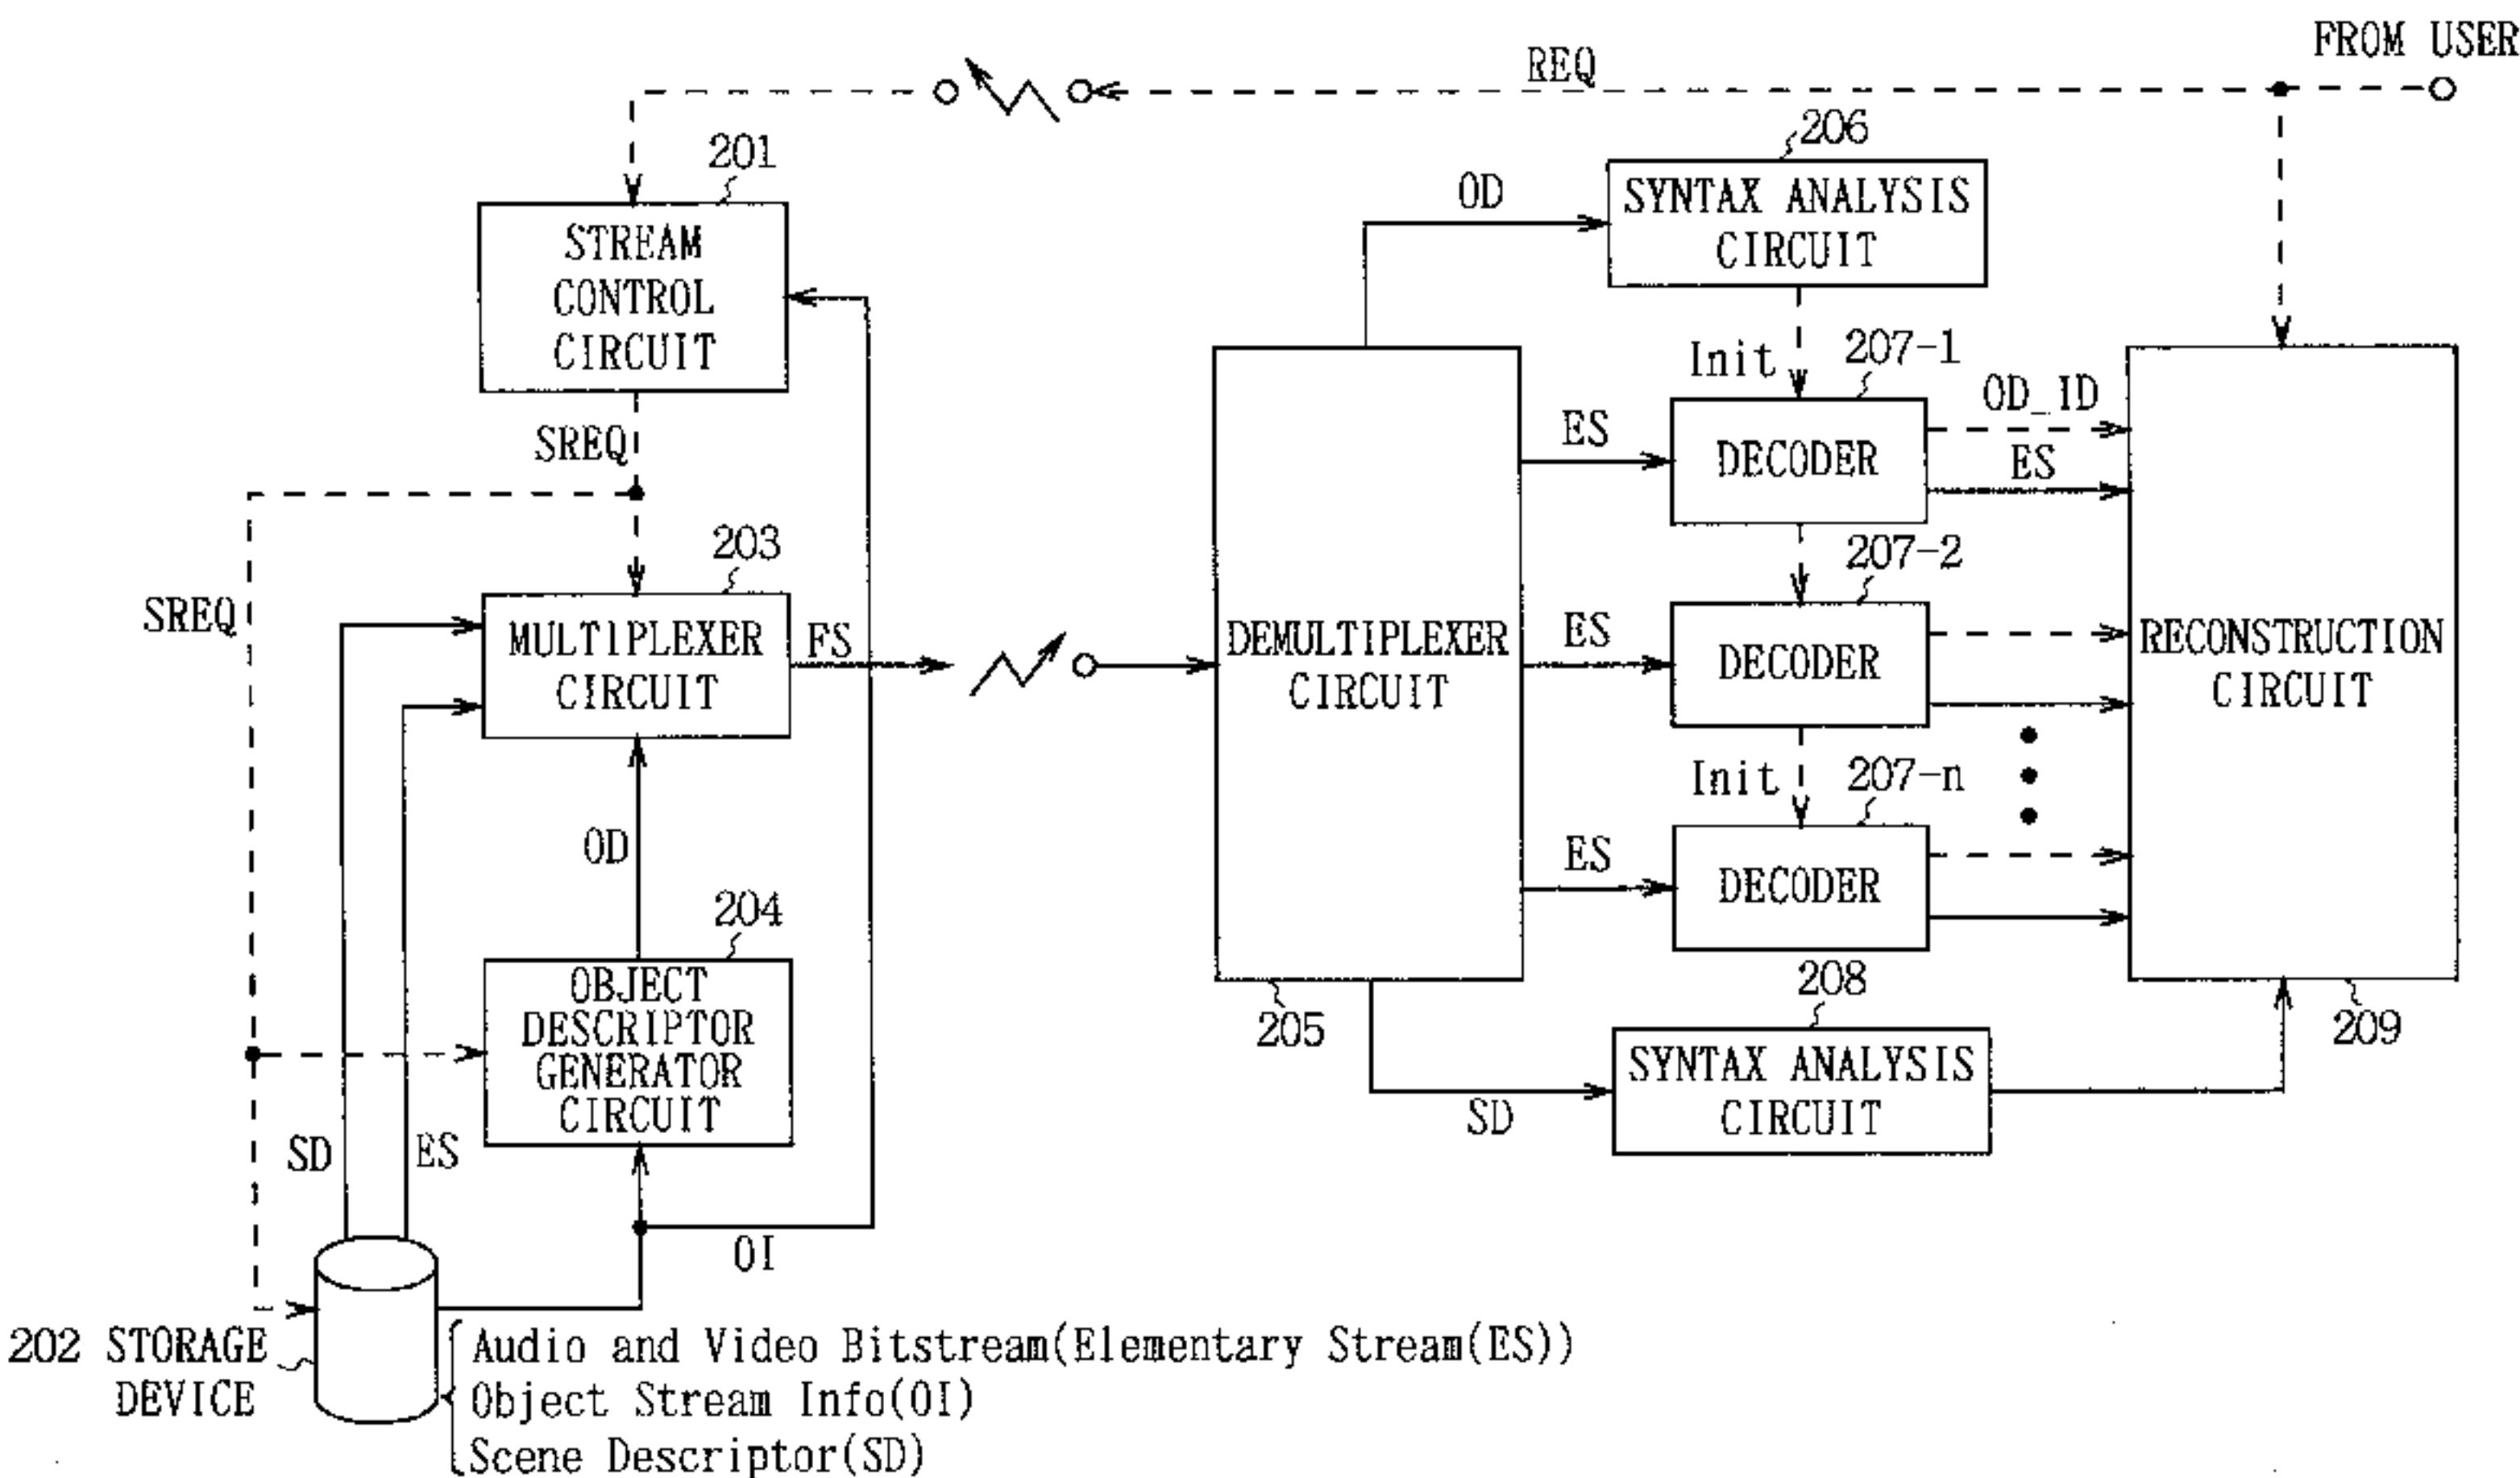 FROM USER
REQ
206
201
SYNTAX ANALYSIS
CIRCUIT
OD
STREAM
CONTROL
CIRCUIT
Init
207-1
OD_ID
SREQ
ES
DECODER
ES
203
207-2
SREQ
MULTIPLEXER
CIRCUIT
FS
DEMULTIPLEXER
CIRCUIT
ES
DECODER
RECONSTRUCTION
CIRCUIT
Init
207-n
OD
ES
DECODER
204
OBJECT
DESCRIPTOR
GENERATOR
CIRCUIT
208
205
209
SYNTAX ANALYSIS
CIRCUIT
SD
SD
ES
OI
202 STORAGE
DEVICE
Audio and Video Bitstream(Elementary Stream(ES))
Object Stream Info(OI)
Scene Descriptor(SD)